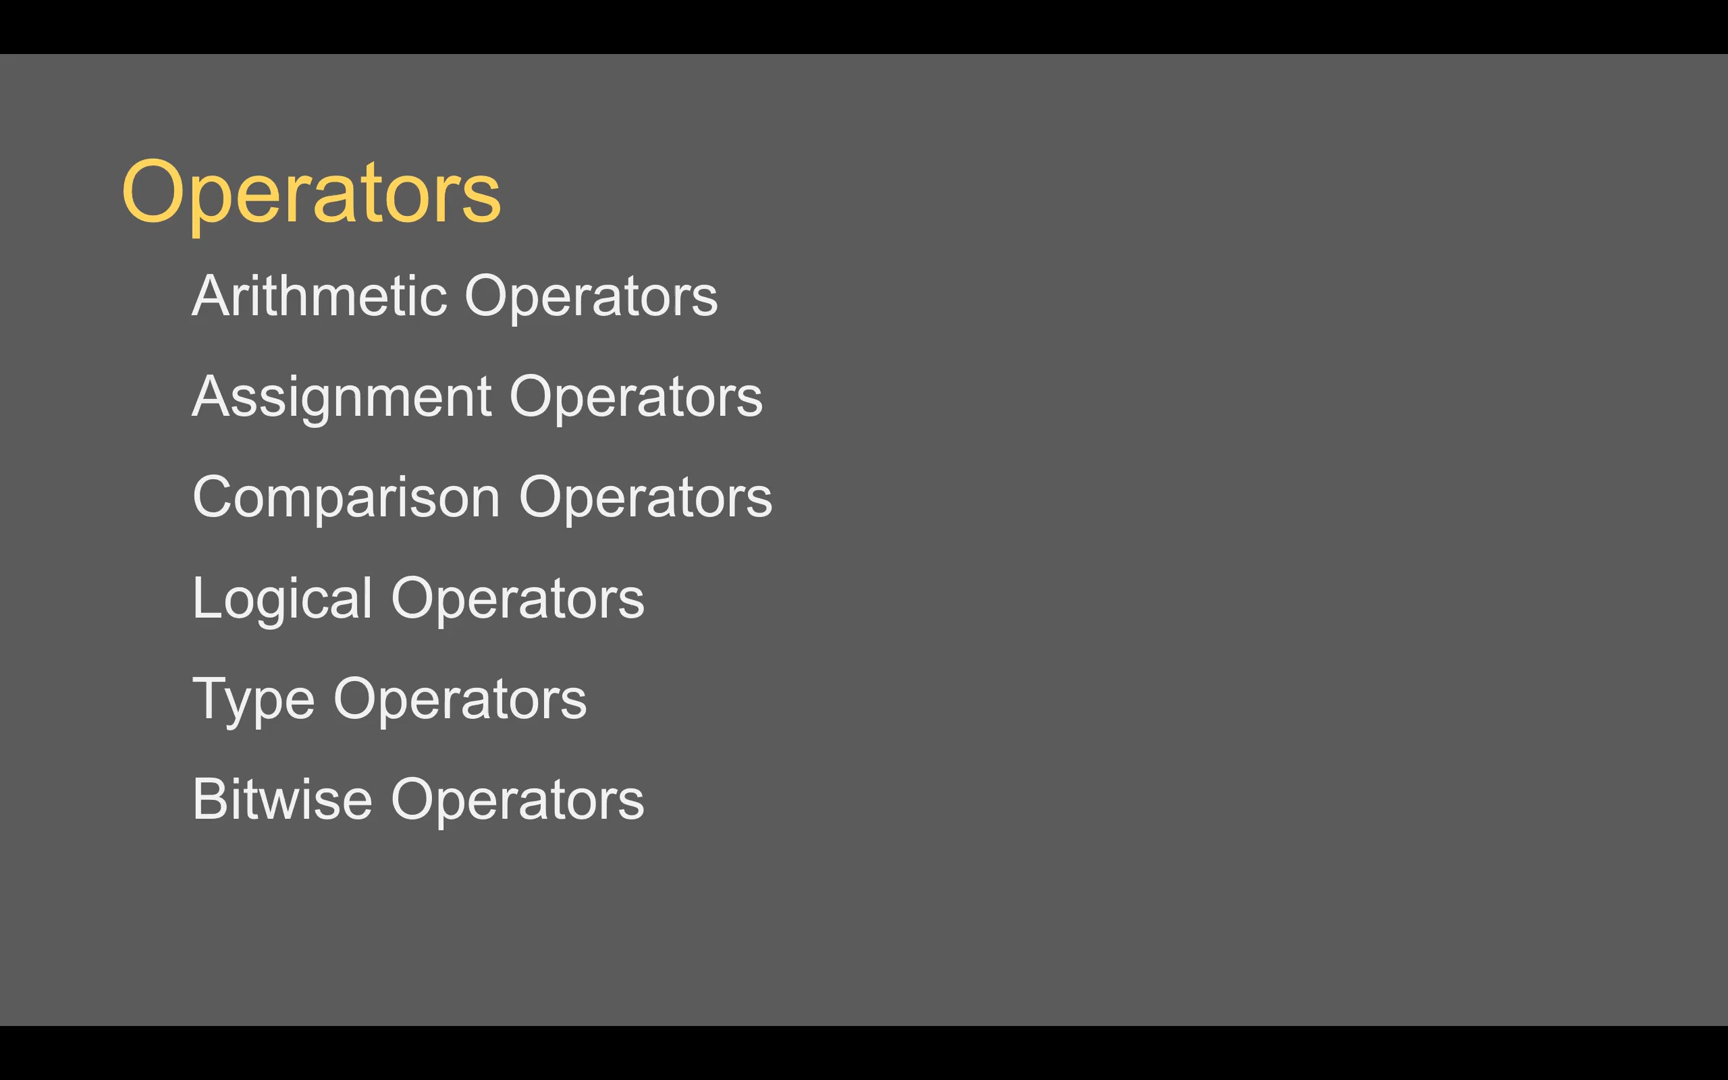 Operators
Arithmetic Operators
Assignment Operators
Comparison Operators
Logical Operators
Type Operators
Bitwise Operators